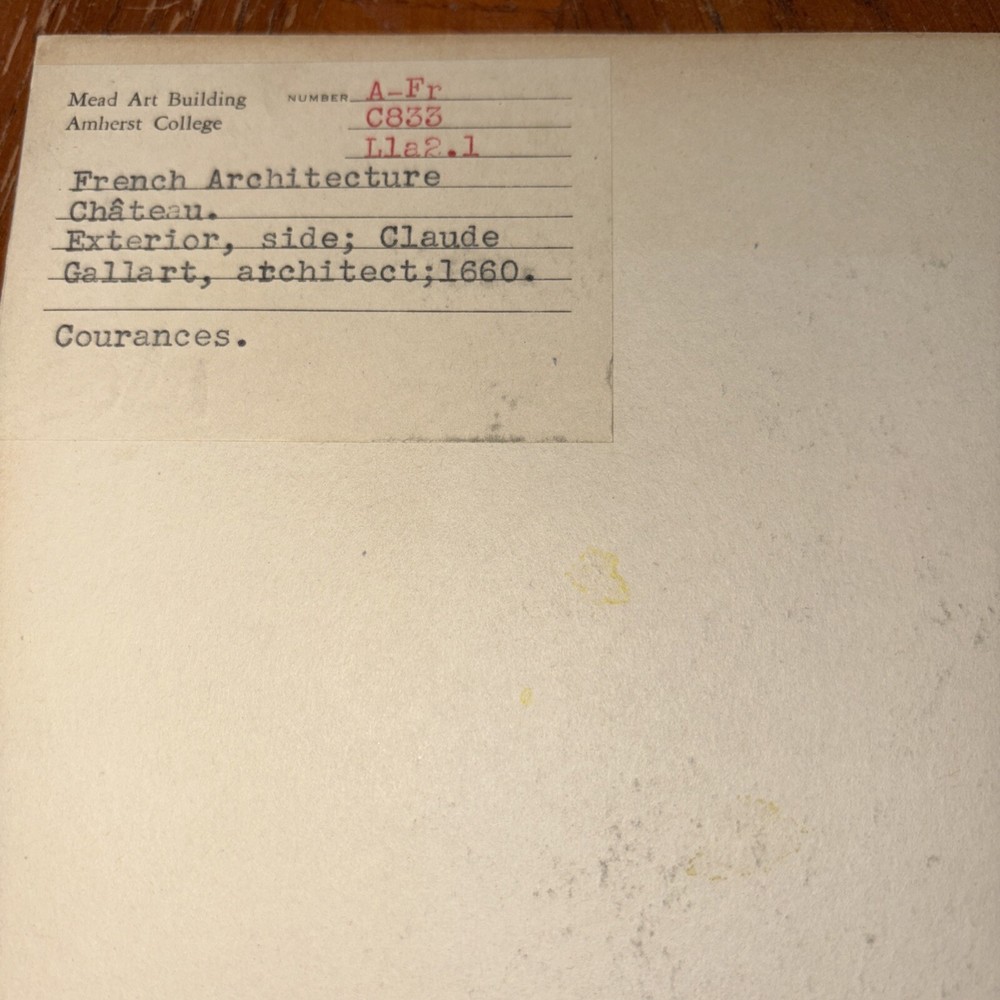 Mead Art Building
Amherst College
NUMBER A-Fr
C833
L1a2.1
French Architecture
Château.
Exterior, side; Claude
Gallart, architect;1660.
Courances.